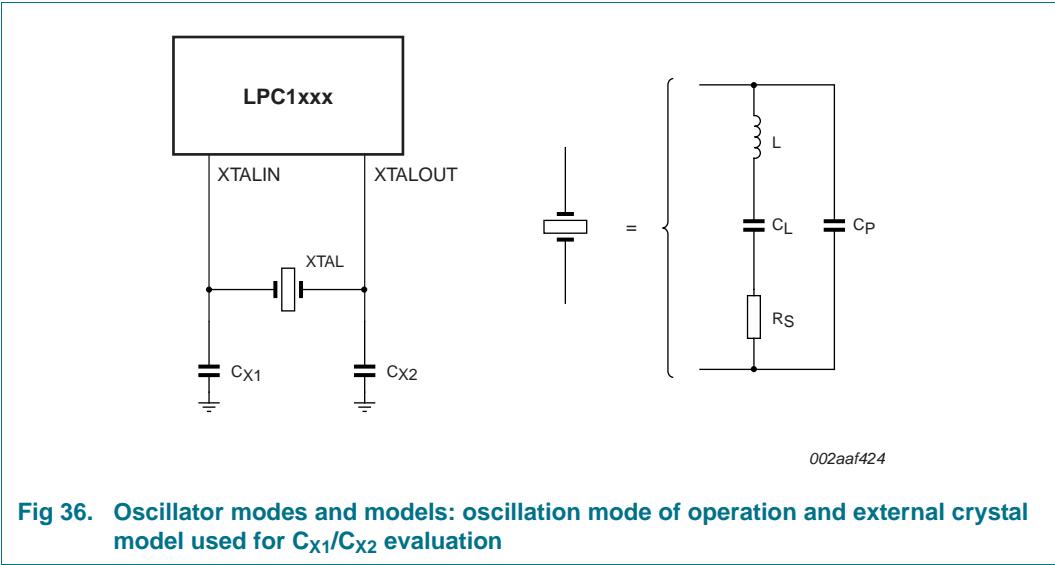 LPC1xxx
XTALIN
XTALOUT
XTAL
CX1
CX2
=
L
CL
CP
RS
002aaf424
Fig 36. Oscillator modes and models: oscillation mode of operation and external crystal
model used for CX1/CX2 evaluation